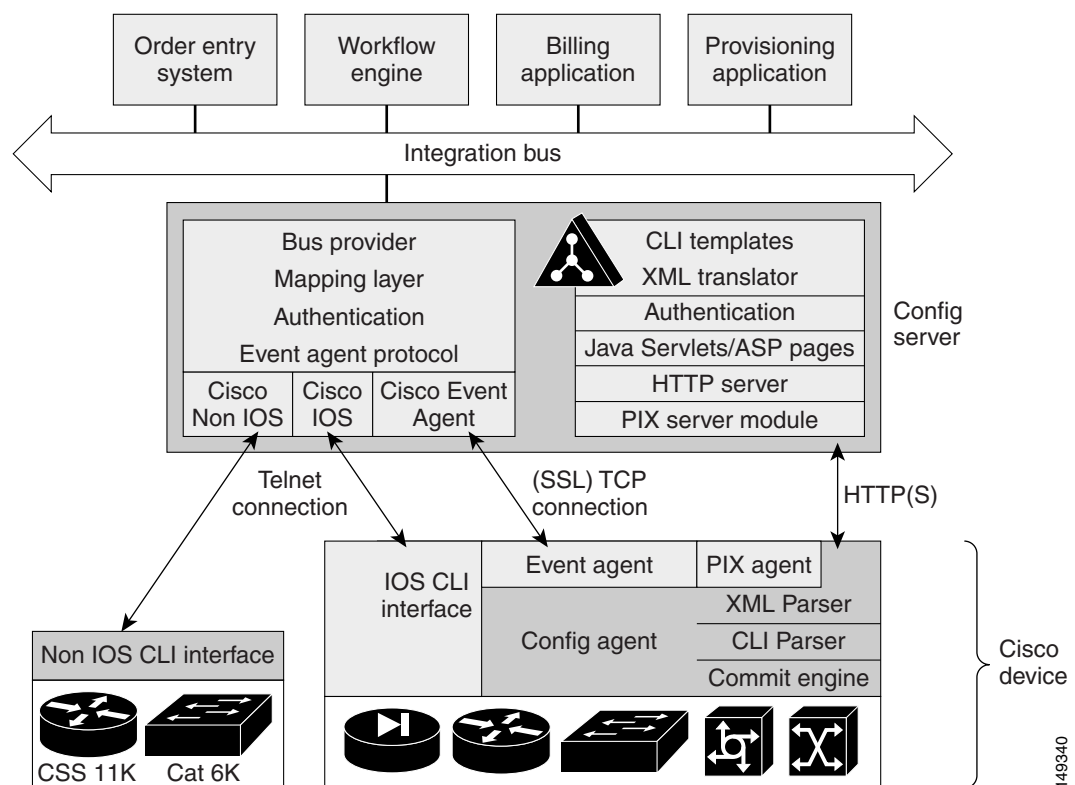 Order entry
system
Workflow
engine
Billing
application
Provisioning
application
Integration bus
Bus provider
Mapping layer
Authentication
Event agent protocol
Cisco
Non IOS
Cisco
IOS
Cisco Event
Agent
CLI templates
XML translator
Authentication
Java Servlets/ASP pages
HTTP server
PIX server module
Config
server
Telnet
connection
(SSL) TCP
connection
HTTP(S)
IOS CLI
interface
Event agent
PIX agent
Config agent
XML Parser
CLI Parser
Commit engine
Non IOS CLI interface
CSS 11K
Cat 6K
Cisco
device
149340